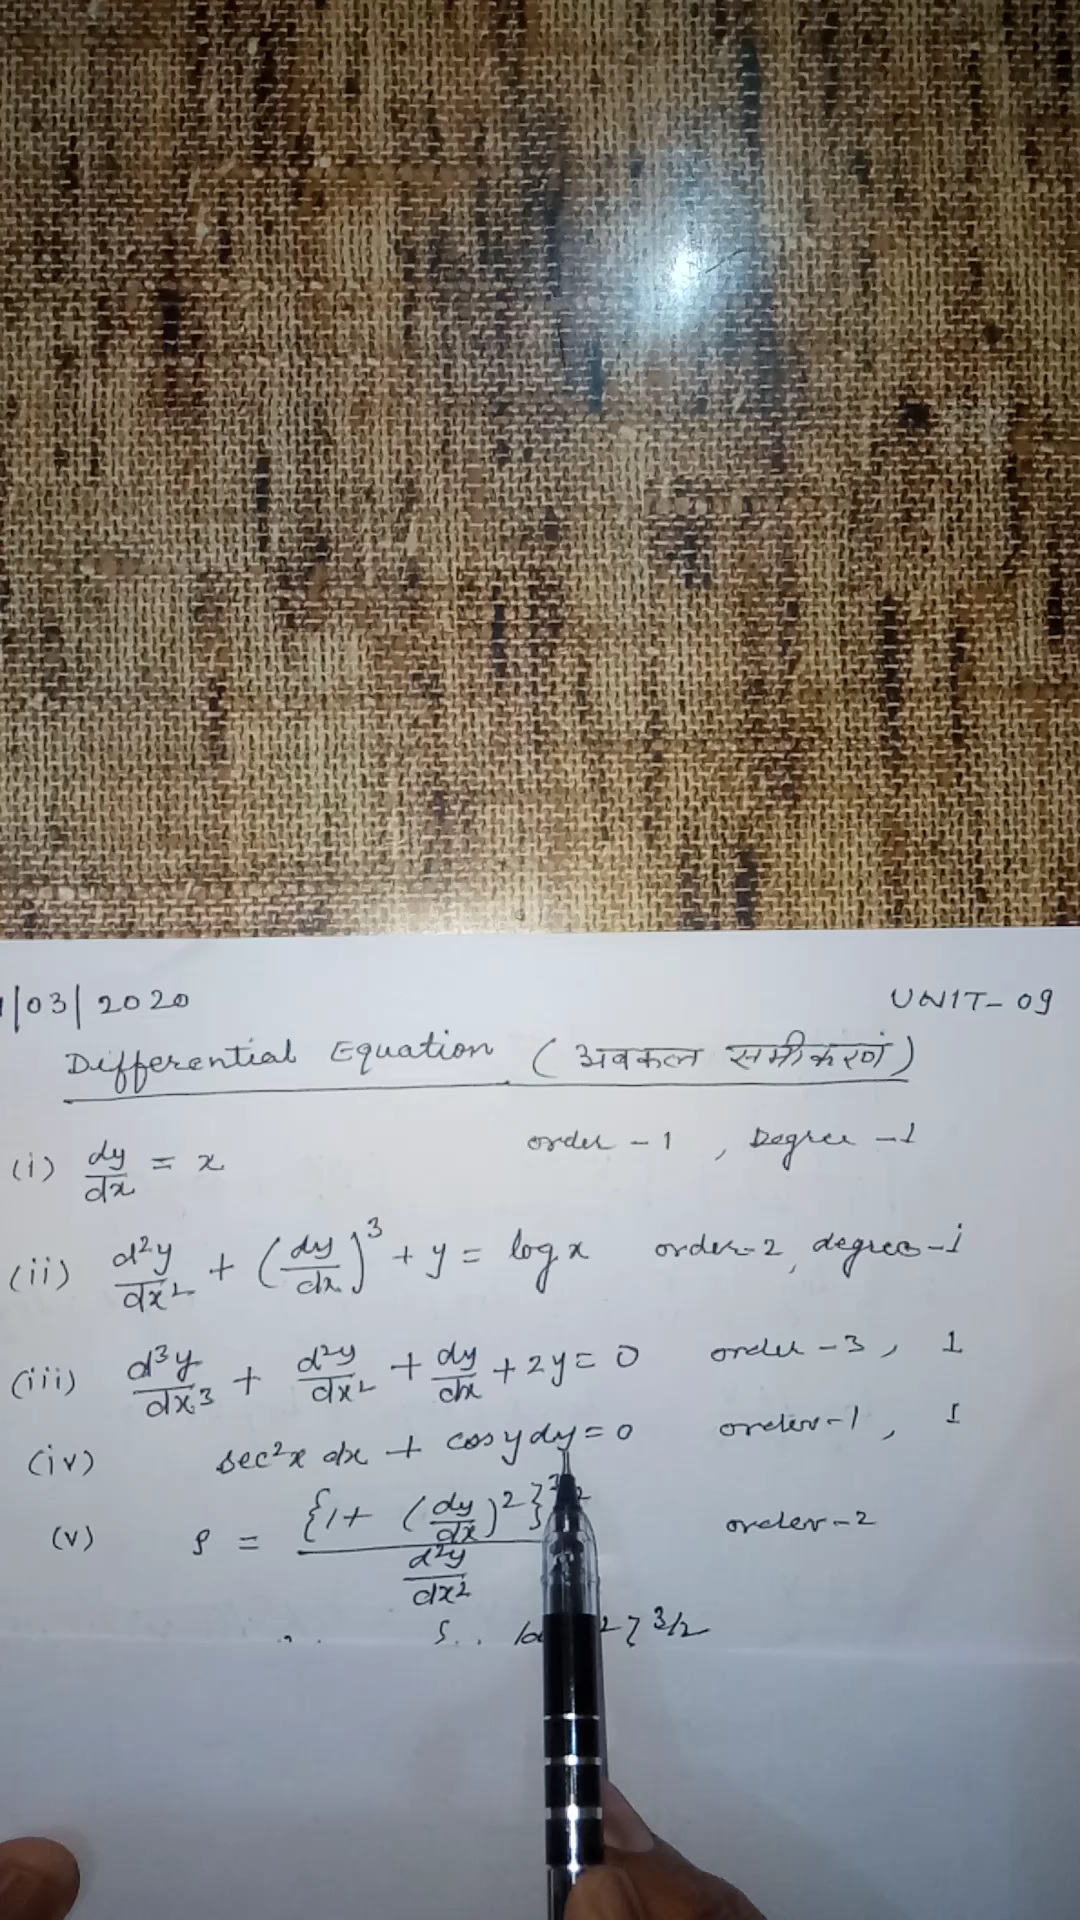 1/03/2020 UNIT-09
Differential Equation (अवकल समीकरणं)
(i) dy/dx = x order - 1, Degree - 1
(ii) d²y/dx² + (dy/dx)³ + y = log x order-2, degree-1
(iii) d³y/dx³ + d²y/dx² + dy/dx + 2y = 0 order - 3, 1
(iv) sec²x dx + cosy dy = 0 order-1, 1
(v) ρ = {1 + (dy/dx)²} / d²y/dx² order-2
2} 3/2